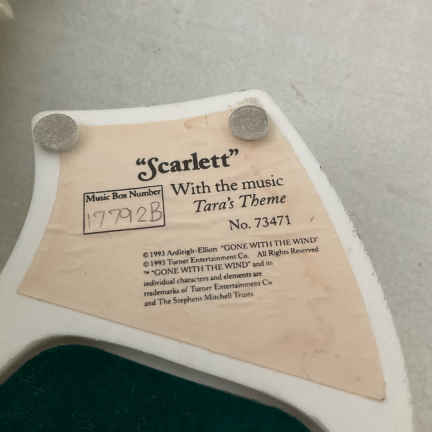 "Scarlett"
Music Box Number
17792B
With the music
Tara's Theme
No. 73471
©1993 Ardleigh-Elliott "GONE WITH THE WIND"
©1993 Turner Entertainment Co. All Rights Reserved
™ "GONE WITH THE WIND" and its
individual characters and elements are
trademarks of Turner Entertainment Co
and The Stephens Mitchell Trusts